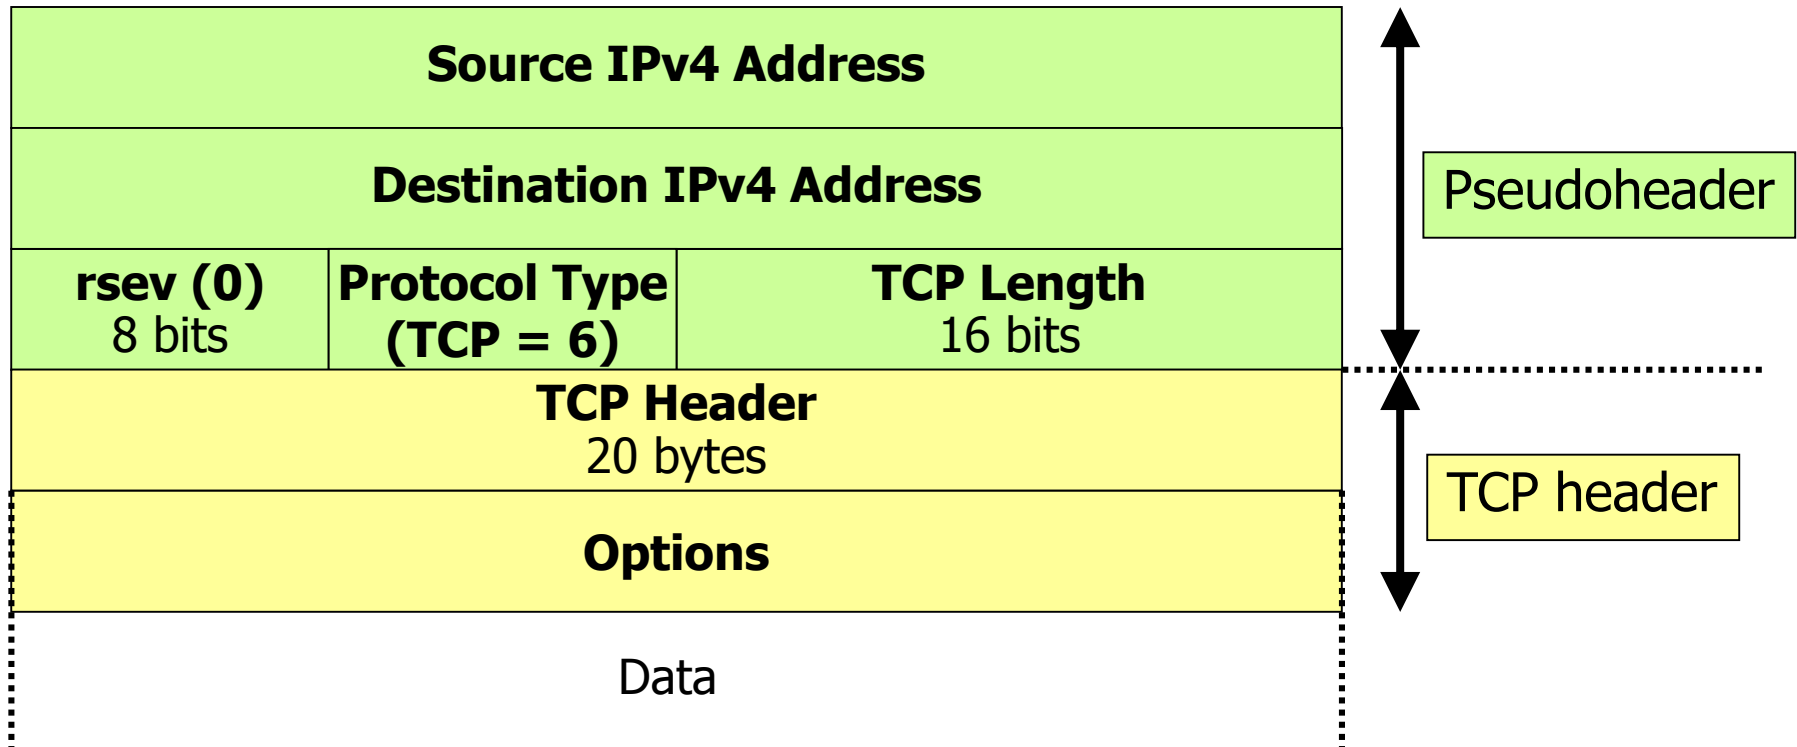 Source IPv4 Address
Destination IPv4 Address
Pseudoheader
rsev (0)
8 bits
Protocol Type
(TCP = 6)
TCP Length
16 bits
TCP Header
20 bytes
TCP header
Options
Data